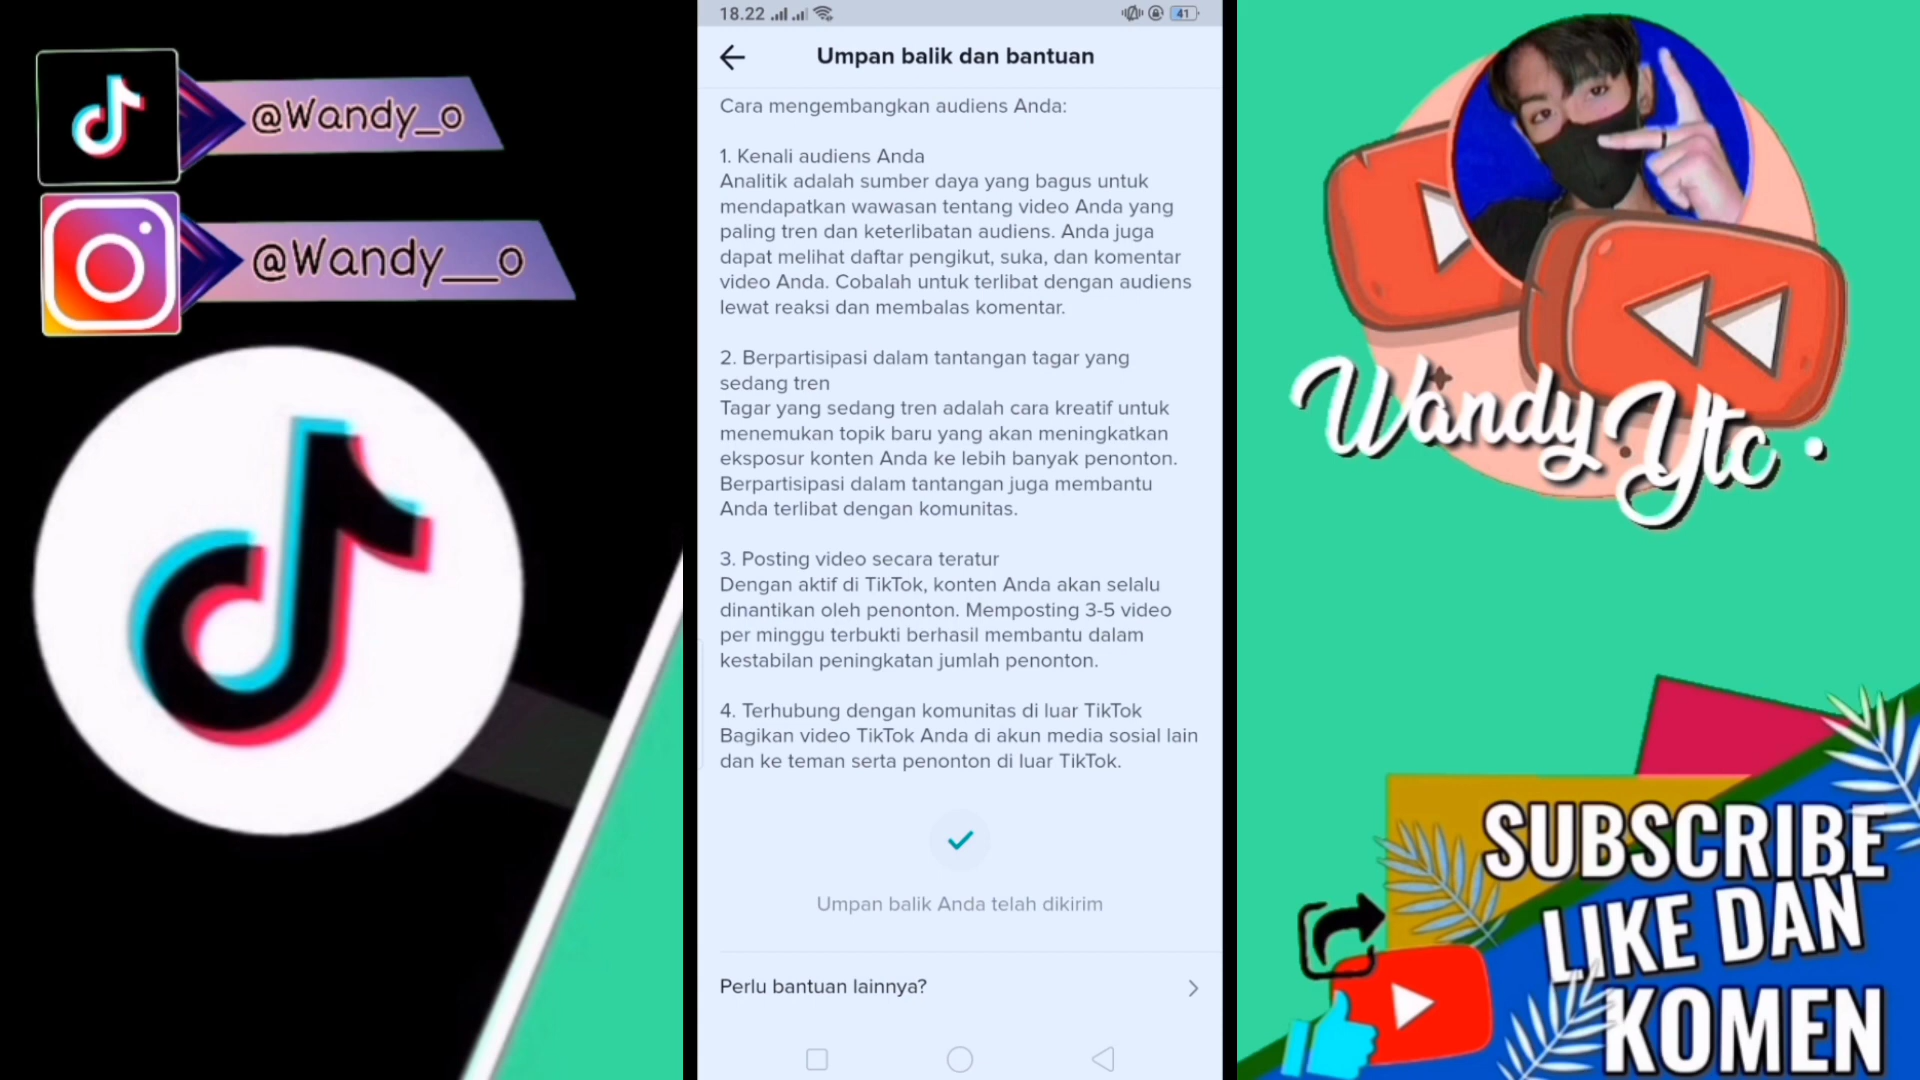 @Wandy_o
@Wandy__o
18.22
41
Umpan balik dan bantuan
Cara mengembangkan audiens Anda:
1. Kenali audiens Anda
Analitik adalah sumber daya yang bagus untuk
mendapatkan wawasan tentang video Anda yang
paling tren dan keterlibatan audiens. Anda juga
dapat melihat daftar pengikut, suka, dan komentar
video Anda. Cobalah untuk terlibat dengan audiens
lewat reaksi dan membalas komentar.
2. Berpartisipasi dalam tantangan tagar yang
sedang tren
Tagar yang sedang tren adalah cara kreatif untuk
menemukan topik baru yang akan meningkatkan
eksposur konten Anda ke lebih banyak penonton.
Berpartisipasi dalam tantangan juga membantu
Anda terlibat dengan komunitas.
3. Posting video secara teratur
Dengan aktif di TikTok, konten Anda akan selalu
dinantikan oleh penonton. Memposting 3-5 video
per minggu terbukti berhasil membantu dalam
kestabilan peningkatan jumlah penonton.
4. Terhubung dengan komunitas di luar TikTok
Bagikan video TikTok Anda di akun media sosial lain
dan ke teman serta penonton di luar TikTok.
Umpan balik Anda telah dikirim
Perlu bantuan lainnya?
Wandy Ytc
SUBSCRIBE
LIKE DAN
KOMEN